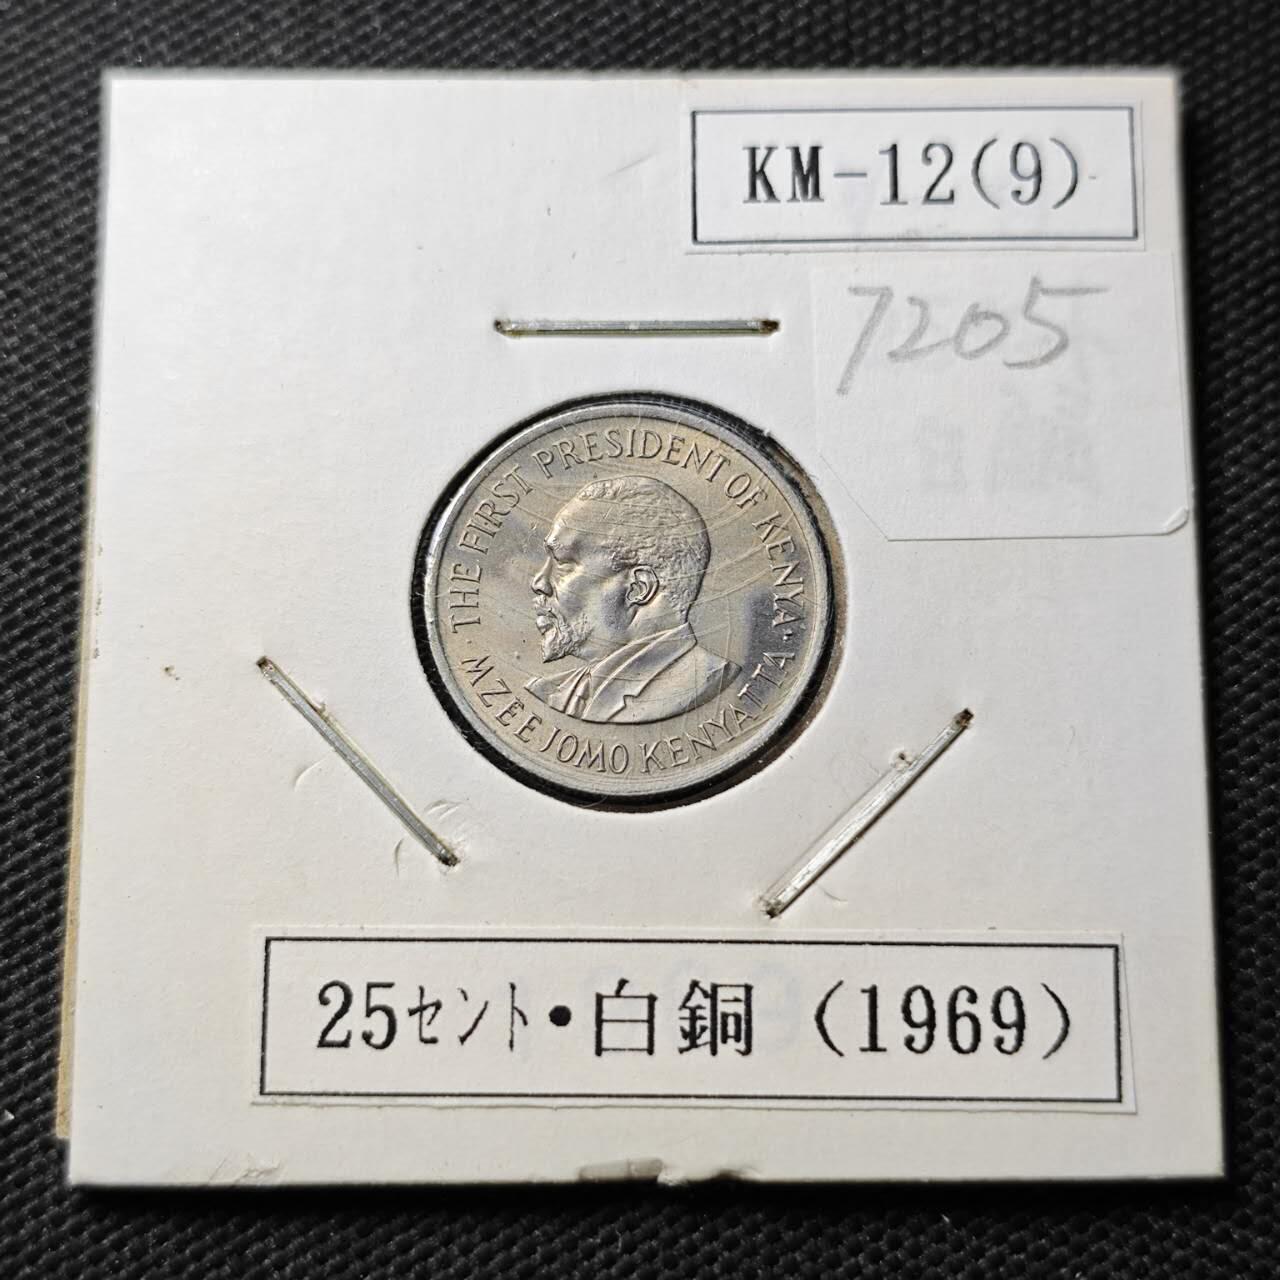 KM-12(9)
7205
THE FIRST PRESIDENT OF KENYA
MZEE JOMO KENYATTA
25セント・白銅(1969)